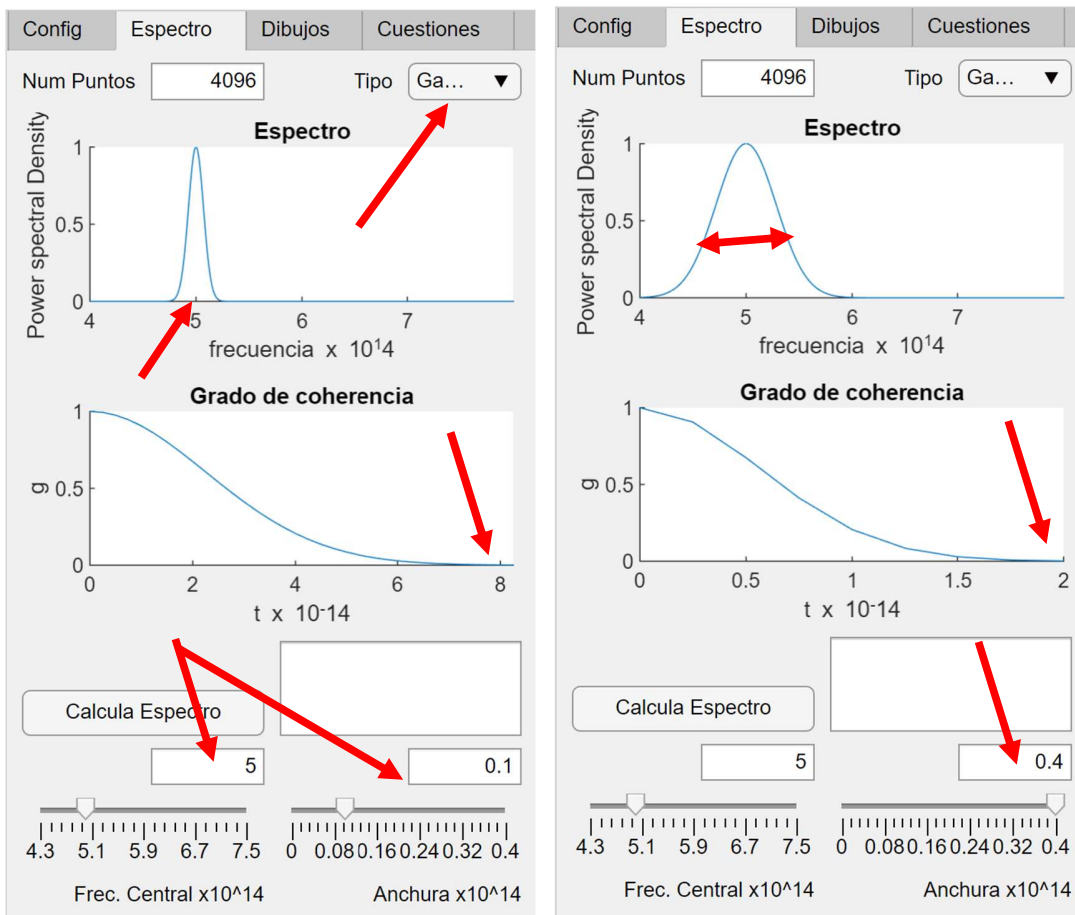 Config Espectro Dibujos Cuestiones
Num Puntos 4096 Tipo Ga... ▼
Espectro
Power spectral Density
1
0.5
0
4 5 6 7
frecuencia x 10¹4
Grado de coherencia
g
1
0.5
0
0 2 4 6 8
t x 10⁻14
Calcula Espectro
5 0.1
4.3 5.1 5.9 6.7 7.5 0 0.08 0.16 0.24 0.32 0.4
Frec. Central x10^14 Anchura x10^14
Config Espectro Dibujos Cuestiones
Num Puntos 4096 Tipo Ga... ▼
Espectro
Power spectral Density
1
0.5
0
4 5 6 7
frecuencia x 10¹4
Grado de coherencia
g
1
0.5
0
0 0.5 1 1.5 2
t x 10⁻14
Calcula Espectro
5 0.4
4.3 5.1 5.9 6.7 7.5 0 0.08 0.16 0.24 0.32 0.4
Frec. Central x10^14 Anchura x10^14